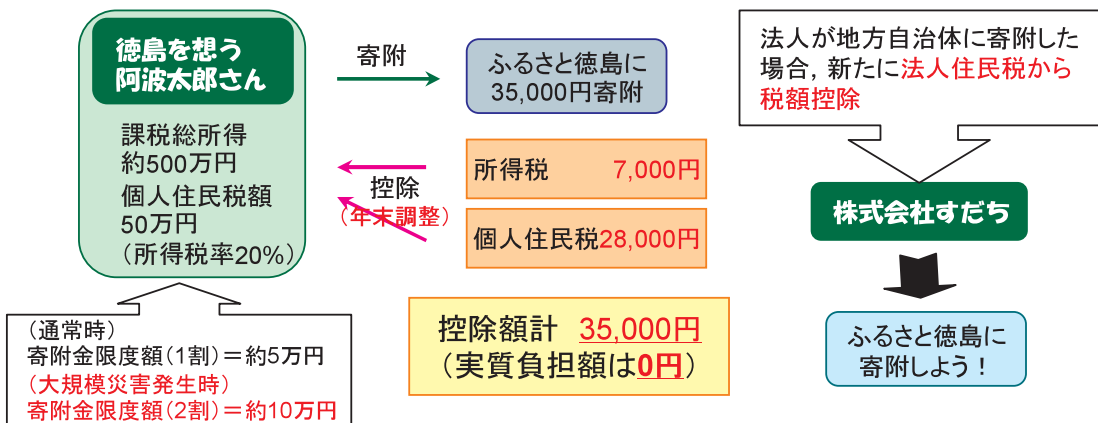 徳島を想う
阿波太郎さん
課税総所得
約500万円
個人住民税額
50万円
(所得税率20%)
(通常時)
寄附金限度額(1割)=約5万円
(大規模災害発生時)
寄附金限度額(2割)=約10万円
寄附
ふるさと徳島に
35,000円寄附
控除
(年末調整)
所得税 7,000円
個人住民税28,000円
控除額計 35,000円
(実質負担額は0円)
法人が地方自治体に寄附した
場合,新たに法人住民税から
税額控除
株式会社すだち
ふるさと徳島に
寄附しよう!